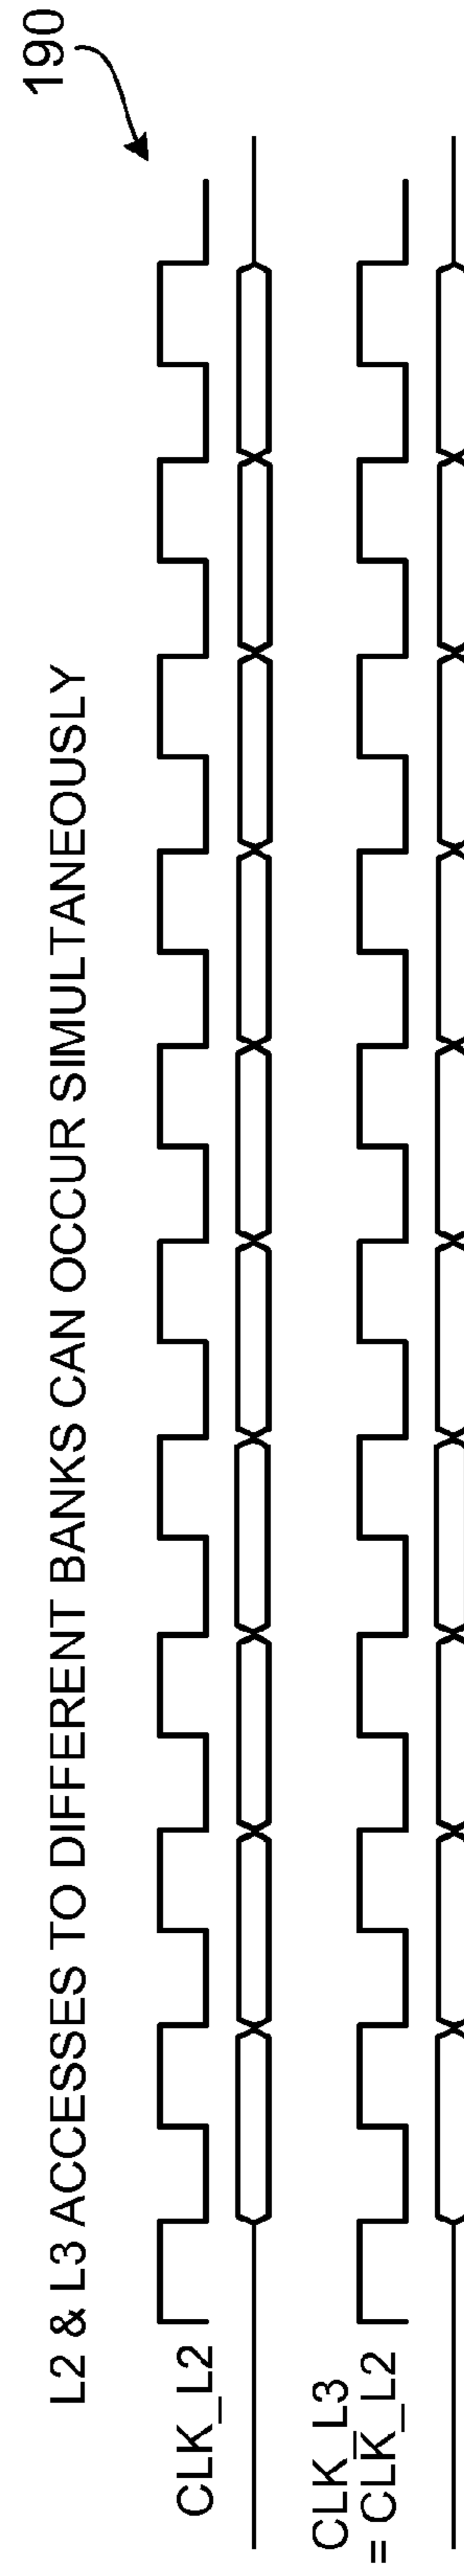 190
L2 & L3 ACCESSES TO DIFFERENT BANKS CAN OCCUR SIMULTANEOUSLY
CLK_L2
CLK_L3
= CLK_L2